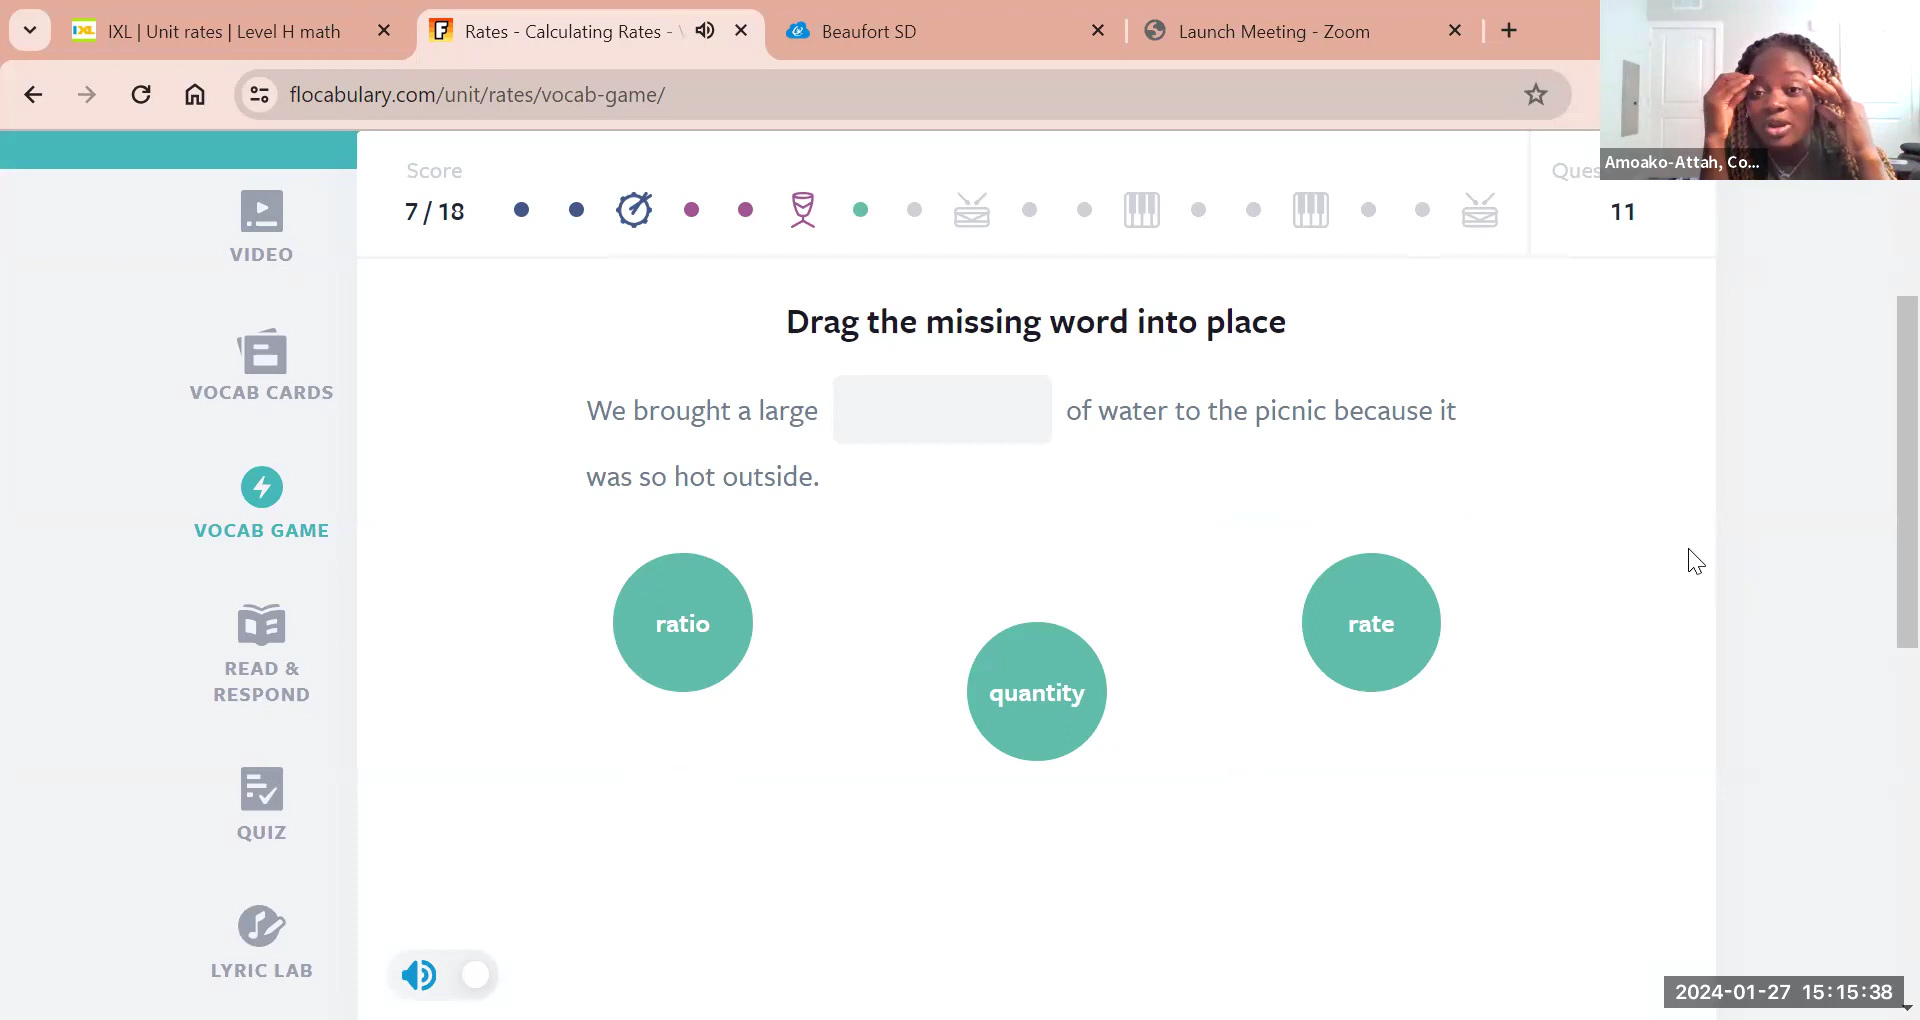 IXL | Unit rates | Level H math
Rates - Calculating Rates -
Beaufort SD
Launch Meeting - Zoom
flocabulary.com/unit/rates/vocab-game/
Amoako-Attah, Co...
Score
7 / 18
Ques
11
VIDEO
VOCAB CARDS
VOCAB GAME
READ &
RESPOND
QUIZ
LYRIC LAB
Drag the missing word into place
We brought a large of water to the picnic because it
was so hot outside.
ratio
quantity
rate
2024-01-27 15:15:38